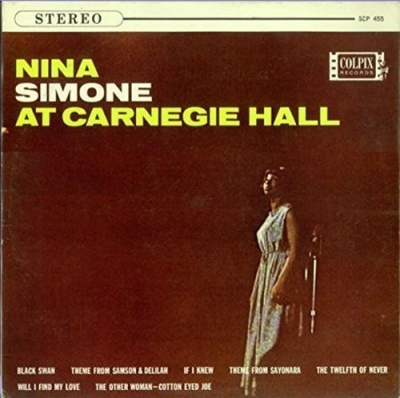 STEREO
SCP 455
NINA
SIMONE
AT CARNEGIE HALL
COLPIX
RECORDS
BLACK SWAN THEME FROM SAMSON & DELILAH IF I KNEW THEME FROM SAYONARA THE TWELFTH OF NEVER
WILL I FIND MY LOVE THE OTHER WOMAN—COTTON EYED JOE